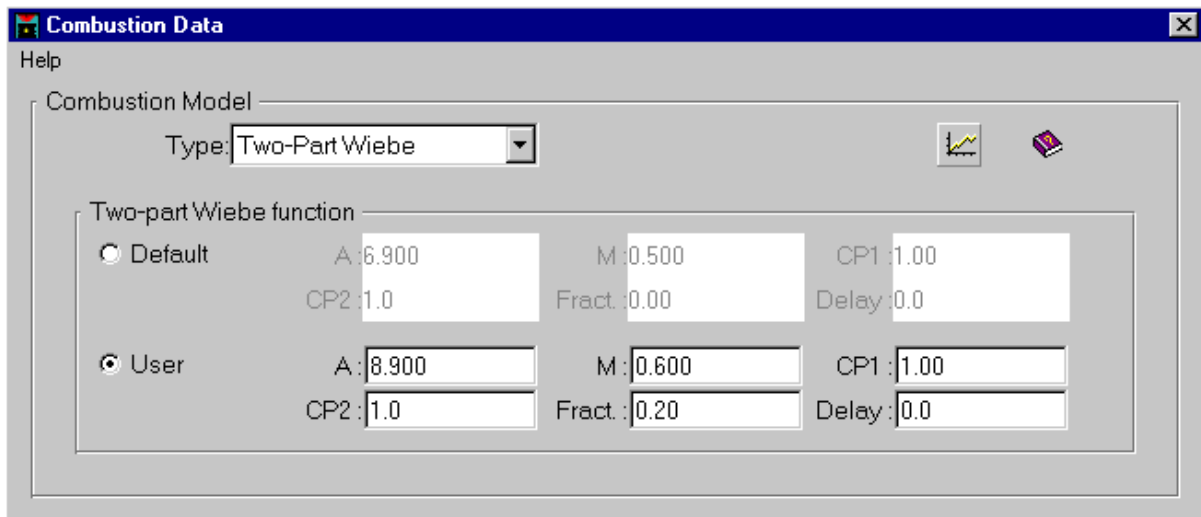 Combustion Data
Help
Combustion Model
Type: Two-Part Wiebe
Two-part Wiebe function
Default A :6.900 M :0.500 CP1 :1.00
CP2 :1.0 Fract. :0.00 Delay :0.0
User A : 8.900 M : 0.600 CP1 : 1.00
CP2 : 1.0 Fract. : 0.20 Delay : 0.0